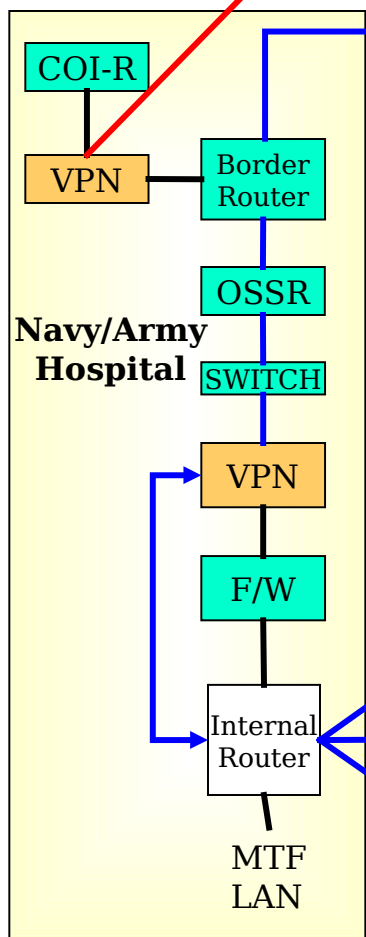 COI-R
VPN
Border
Router
OSSR
Navy/Army
Hospital
SWITCH
VPN
F/W
Internal
Router
MTF
LAN